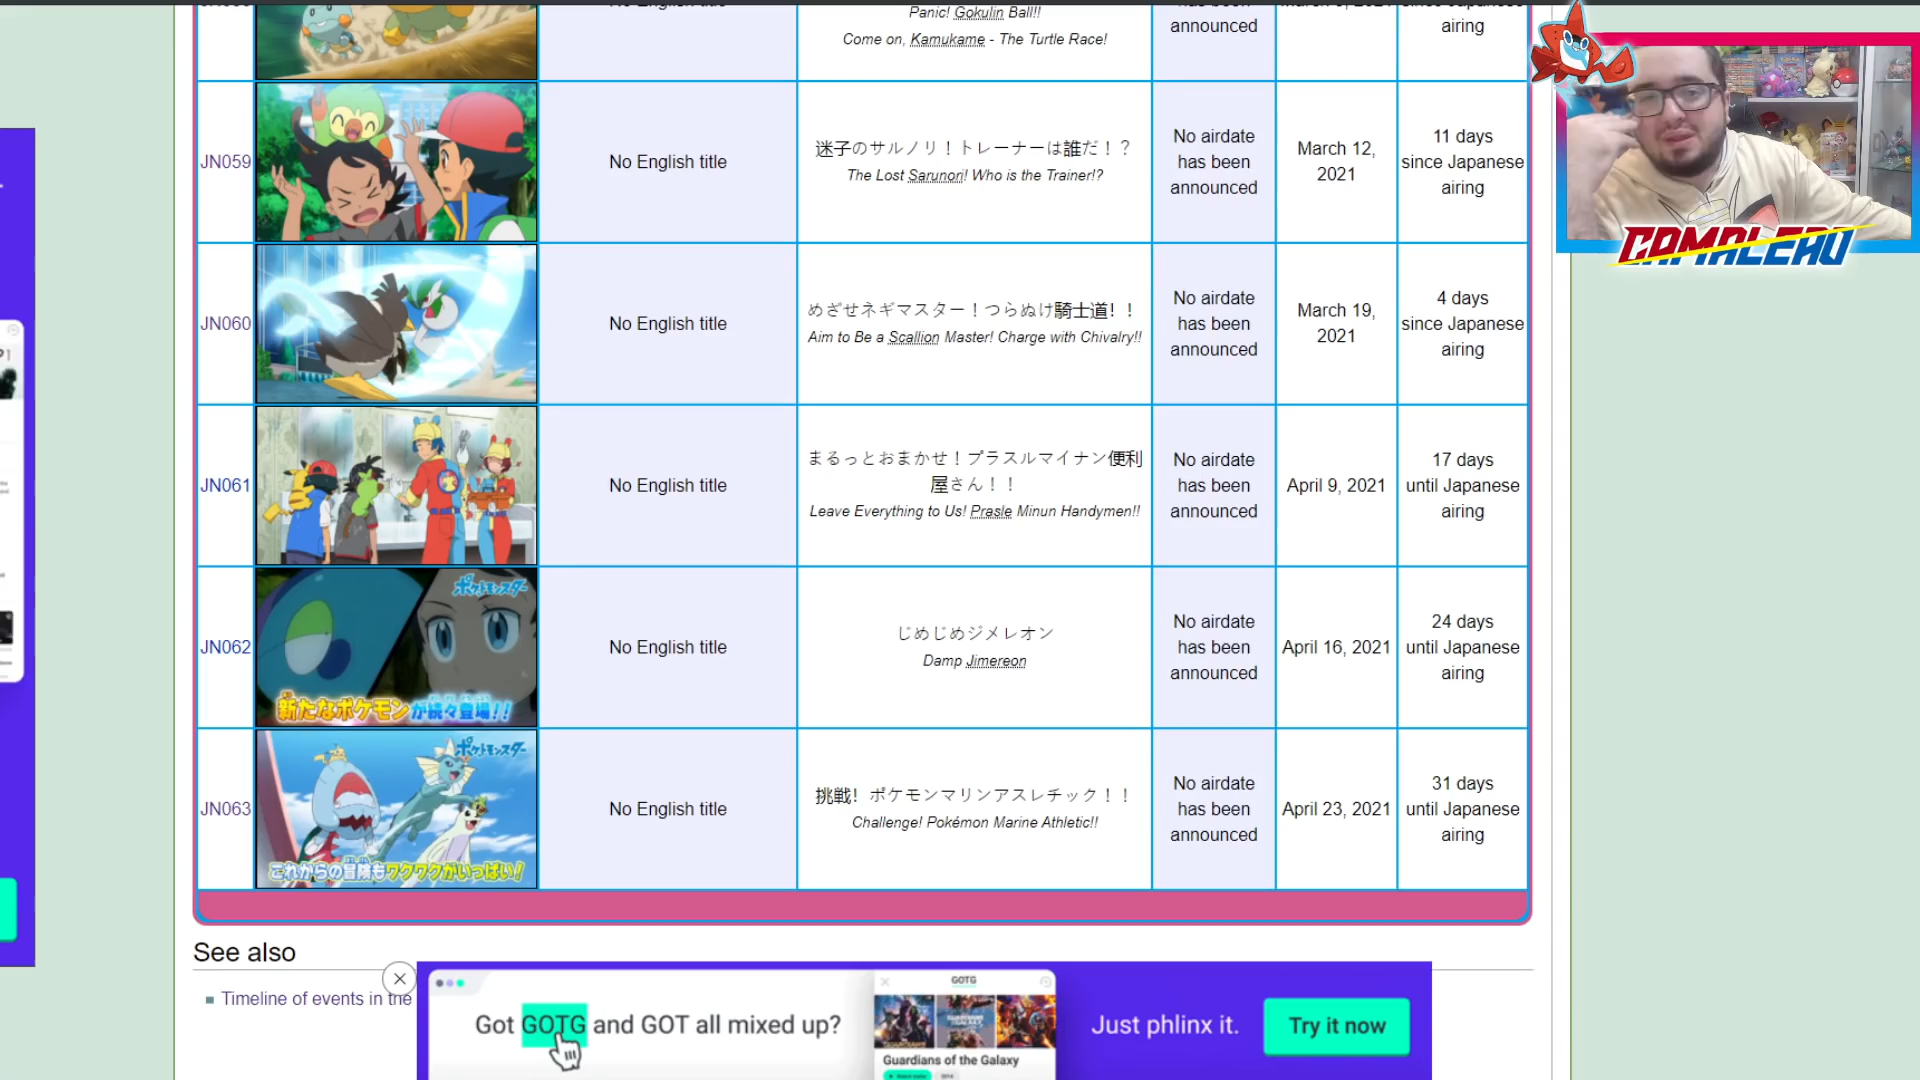 Panic! Gokulin Ball!!
Come on, Kamukame - The Turtle Race!
has been
announced
since Japanese
airing
JN059
No English title
迷子のサルノリ！トレーナーは誰だ！？
The Lost Sarunori! Who is the Trainer!?
No airdate
has been
announced
March 12,
2021
11 days
since Japanese
airing
JN060
No English title
めざせネギマスター！つらぬけ騎士道！！
Aim to Be a Scallion Master! Charge with Chivalry!!
No airdate
has been
announced
March 19,
2021
4 days
since Japanese
airing
JN061
No English title
まるっとおまかせ！プラスルマイナン便利
屋さん！！
Leave Everything to Us! Prasle Minun Handymen!!
No airdate
has been
announced
April 9, 2021
17 days
until Japanese
airing
JN062
ポケットモンスター
新たなポケモンが続々登場!!
No English title
じめじめジメレオン
Damp Jimereon
No airdate
has been
announced
April 16, 2021
24 days
until Japanese
airing
JN063
ポケットモンスター
これからの冒険もワクワクがいっぱい!
No English title
挑戦！ポケモンマリンアスレチック！！
Challenge! Pokémon Marine Athletic!!
No airdate
has been
announced
April 23, 2021
31 days
until Japanese
airing
CAMALEAO
See also
Timeline of events in the
Got GOTG and GOT all mixed up?
GOTG
Guardians of the Galaxy
Just phlinx it.
Try it now